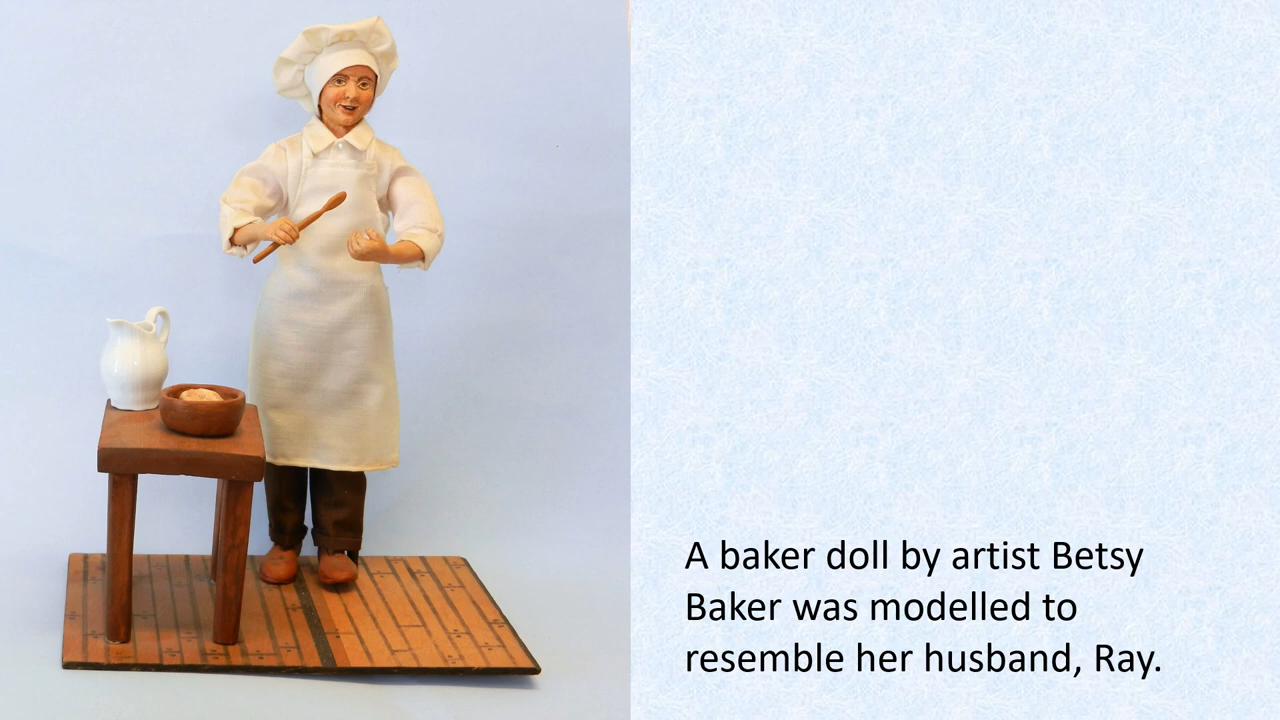 A baker doll by artist Betsy
Baker was modelled to
resemble her husband, Ray.